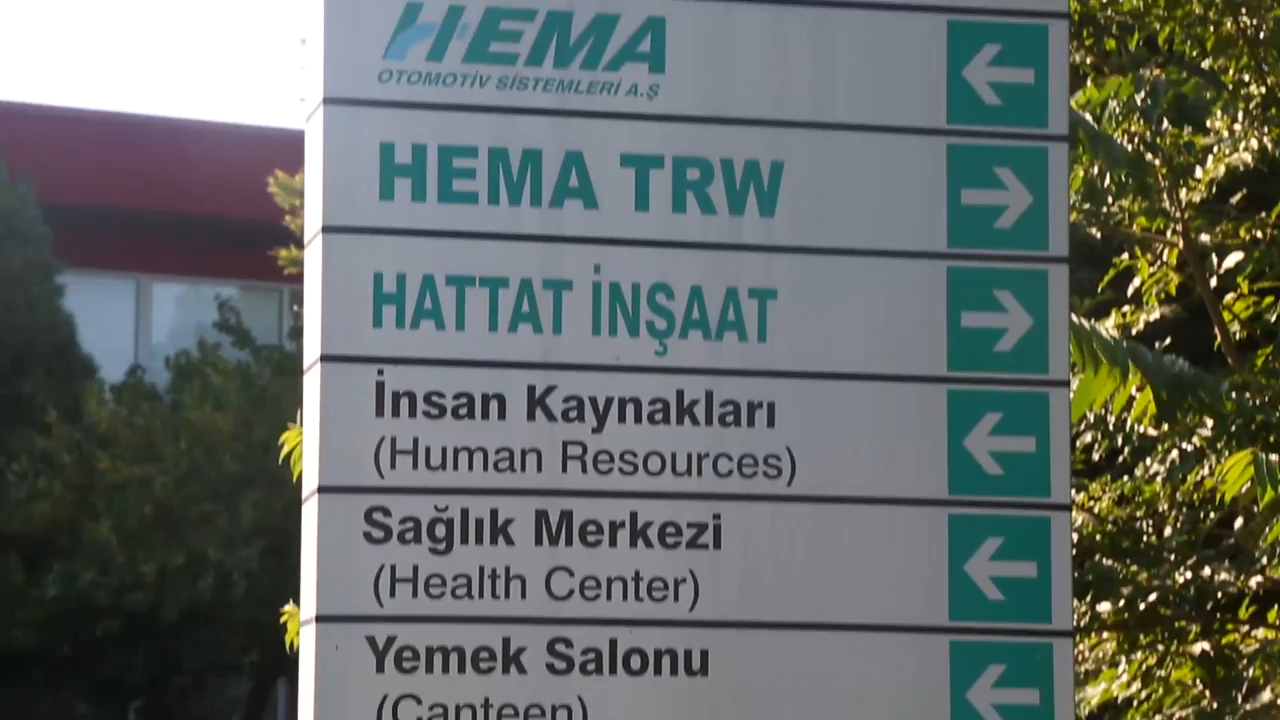 HEMA
OTOMOTİV SİSTEMLERİ A.Ş
HEMA TRW
HATTAT İNŞAAT
İnsan Kaynakları
(Human Resources)
Sağlık Merkezi
(Health Center)
Yemek Salonu
(Canteen)